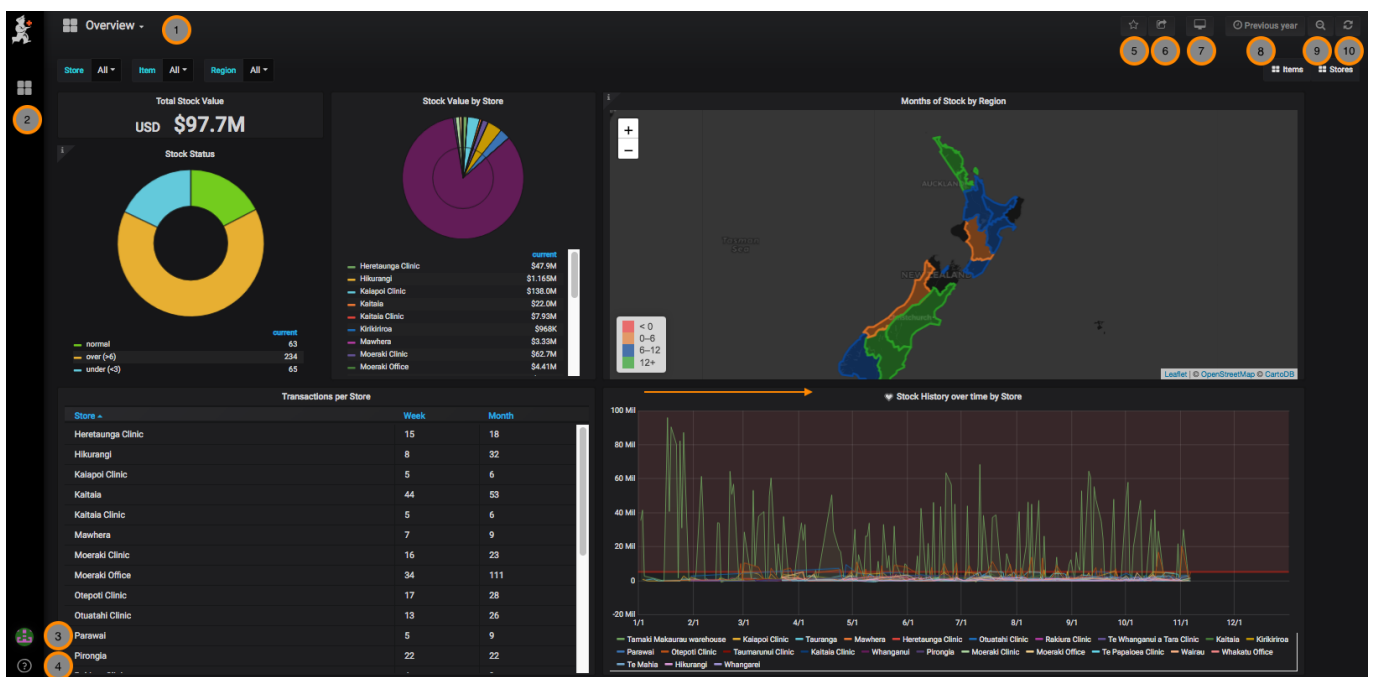 Overview
1
5
6
7
Previous year
8
9
10
Store All Item All Region All
Items Stores
2
Total Stock Value
USD $97.7M
Stock Status
current
normal 63
over (>6) 234
under (<3) 65
Stock Value by Store
current
Heretaunga Clinic $47.9M
Hikurangi $1.165M
Kaiapoi Clinic $138.0M
Kaitaia $22.0M
Kaitaia Clinic $7.93M
Kirikiriroa $968K
Mawhera $3.33M
Moeraki Clinic $62.7M
Moeraki Office $4.41M
i
i
Months of Stock by Region
+
−
AUCKLAN
Tasman
Sea
NEW ZEALAND
< 0
0–6
6–12
12+
Leaflet | © OpenStreetMap © CartoDB
Transactions per Store
Store Week Month
Heretaunga Clinic 15 18
Hikurangi 8 32
Kaiapoi Clinic 5 6
Kaitaia 44 53
Kaitaia Clinic 5 6
Mawhera 7 9
Moeraki Clinic 16 23
Moeraki Office 34 111
Otepoti Clinic 17 28
Otuatahi Clinic 13 26
Parawai 5 9
Pirongia 22 22
3
4
?
Stock History over time by Store
100 Mil
80 Mil
60 Mil
40 Mil
20 Mil
0
-20 Mil
1/1 2/1 3/1 4/1 5/1 6/1 7/1 8/1 9/1 10/1 11/1 12/1
Tamaki Makaurau warehouse Kaiapoi Clinic Tauranga Mawhera Heretaunga Clinic Otuatahi Clinic Rakiura Clinic Te Whanganui a Tara Clinic Kaitaia Kirikiriroa
Parawai Otepoti Clinic Taumarunui Clinic Kaitaia Clinic Whanganui Pirongia Moeraki Clinic Moeraki Office Te Papaioea Clinic Wairau Whakatu Office
Te Mahia Hikurangi Whangarei